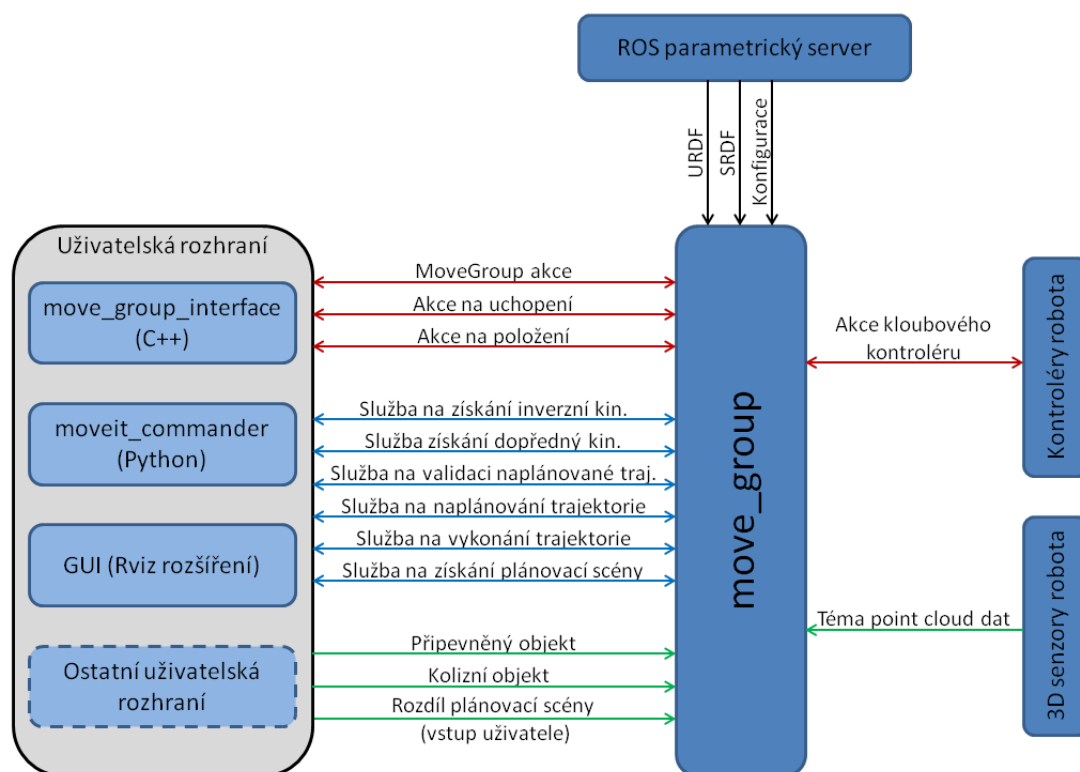 ROS parametrický server
URDF
SRDF
Konfigurace
Uživatelská rozhraní
move_group_interface
(C++)
moveit_commander
(Python)
GUI (Rviz rozšíření)
Ostatní uživatelská
rozhraní
MoveGroup akce
Akce na uchopení
Akce na položení
Služba na získání inverzní kin.
Služba získání dopředný kin.
Služba na validaci naplánované traj.
Služba na naplánování trajektorie
Služba na vykonání trajektorie
Služba na získání plánovací scény
Připevněný objekt
Kolizní objekt
Rozdíl plánovací scény
(vstup uživatele)
move_group
Akce kloubového
kontroléru
Téma point cloud dat
Kontroléry robota
3D senzory robota